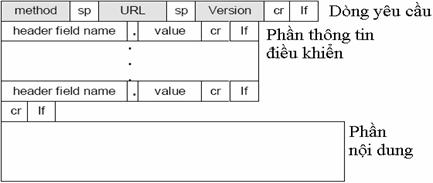 method sp URL sp Version cr lf Dòng yêu cầu
header field name : value cr lf Phần thông tin
điều khiển
header field name : value cr lf
cr lf
Phần
nội dung